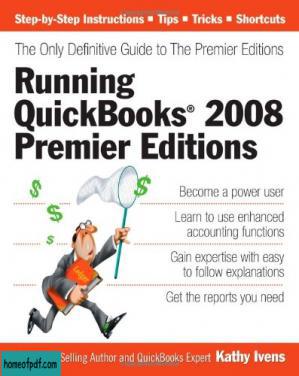 Step-by-Step Instructions ■ Tips ■ Tricks ■ Shortcuts
The Only Definitive Guide to The Premier Editions
Running
QuickBooks® 2008
Premier Editions
Become a power user
Learn to use enhanced
accounting functions
Gain expertise with easy
to follow explanations
Get the reports you need
Selling Author and QuickBooks Expert Kathy Ivens
homeofpdf.com